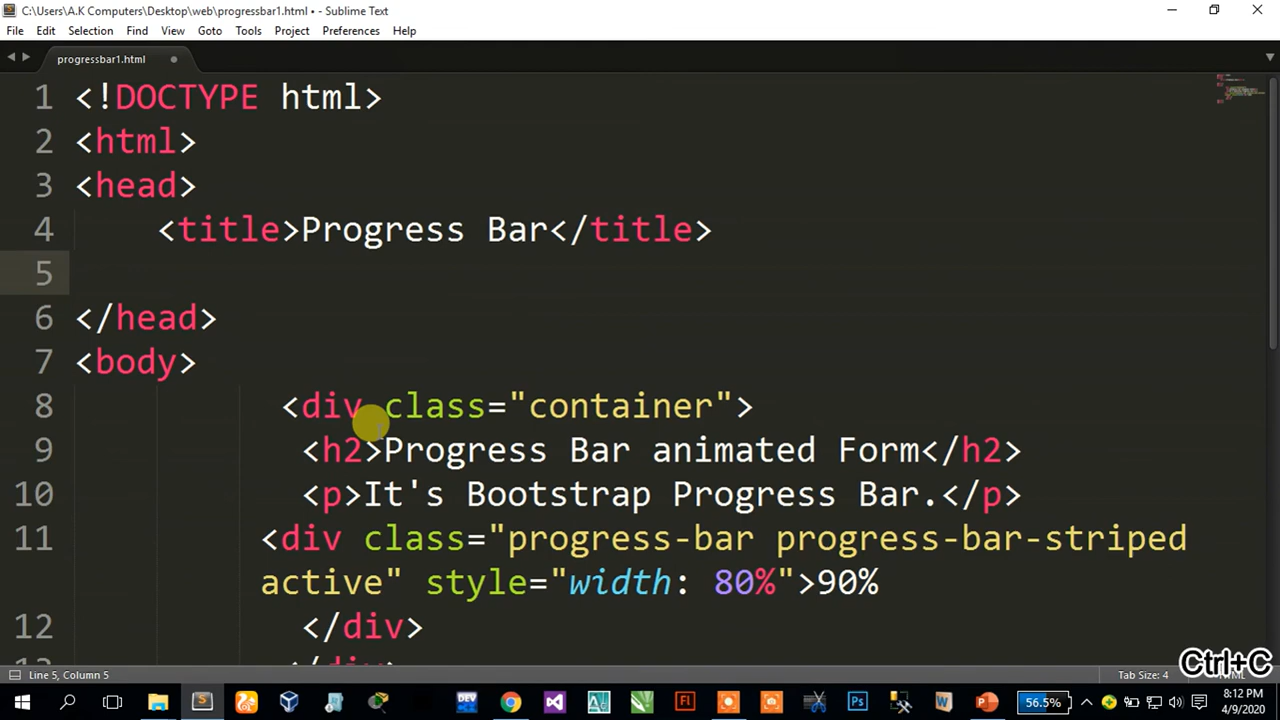 C:\Users\A.K Computers\Desktop\web\progressbar1.html • - Sublime Text
File Edit Selection Find View Goto Tools Project Preferences Help
progressbar1.html
1 <!DOCTYPE html>
2 <html>
3 <head>
4 <title>Progress Bar</title>
5
6 </head>
7 <body>
8 <div class="container">
9 <h2>Progress Bar animated Form</h2>
10 <p>It's Bootstrap Progress Bar.</p>
11 <div class="progress-bar progress-bar-striped
active" style="width: 80%">90%
12 </div>
Ctrl+C
Line 5, Column 5
Tab Size: 4
56.5%
8:12 PM
4/9/2020